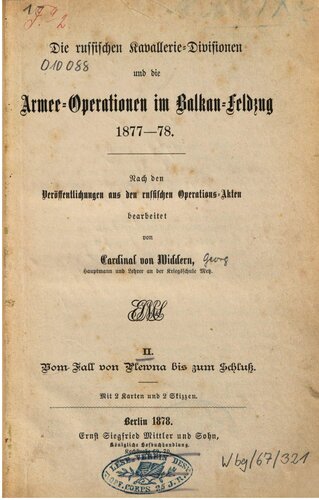 010088
Die russischen Kavallerie-Divisionen
und die
Armee-Operationen im Balkan-Feldzug
1877—78.
Nach den
Veröffentlichungen aus den russischen Operations-Akten
bearbeitet
von
Cardinal von Widdern, Georg
Hauptmann und Lehrer an der Kriegsschule Metz.
II.
Vom Fall von Plewna bis zum Schluß.
Mit 2 Karten und 2 Skizzen.
Berlin 1878.
Ernst Siegfried Mittler und Sohn,
Königliche Hofbuchhandlung.
Wbg/67/321